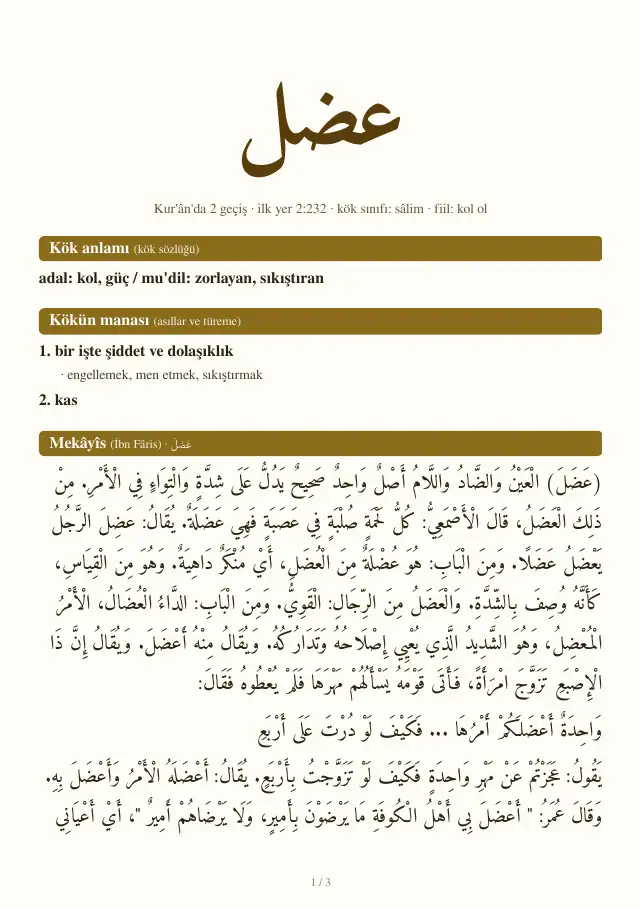 عضل
Kur'ân'da 2 geçiş · ilk yer 2:232 · kök sınıfı: sâlim · fiil: kol ol
Kök anlamı (kök sözlüğü)
adal: kol, güç / mu'dil: zorlayan, sıkıştıran
Kökün manası (asıllar ve türeme)
1. bir işte şiddet ve dolaşıklık
· engellemek, men etmek, sıkıştırmak
2. kas
Mekâyîs (İbn Fâris) · عَضَلَ
(عَضَلَ) الْعَيْنُ وَالضَّادُ وَاللَّامُ أَصْلٌ وَاحِدٌ صَحِيحٌ يَدُلُّ عَلَى شِدَّةٍ وَالْتِوَاءٍ فِي الْأَمْرِ. مِنْ
ذَلِكَ الْعَضَلُ، قَالَ الْأَصْمَعِيُّ: كُلُّ لَحْمَةٍ صُلْبَةٍ فِي عَصَبَةٍ فَهِيَ عَضَلَةٌ. يُقَالُ: عَضِلَ الرَّجُلُ
يَعْضَلُ عَضَلًا. وَمِنَ الْبَابِ: هُوَ عُضْلَةٌ مِنَ الْعُضَلِ، أَيْ مُنْكَرٌ دَاهِيَةٌ. وَهُوَ مِنَ الْقِيَاسِ،
كَأَنَّهُ وُصِفَ بِالشِّدَّةِ. وَالْعَضَلُ مِنَ الرِّجَالِ: الْقَوِيُّ. وَمِنَ الْبَابِ: الدَّاءُ الْعُضَالُ، الْأَمْرُ
الْمُعْضِلُ، وَهُوَ الشَّدِيدُ الَّذِي يُعْيِي إِصْلَاحُهُ وَتَدَارُكُهُ. وَيُقَالُ مِنْهُ أَعْضَلَ. وَيُقَالُ إِنَّ ذَا
الْإِصْبَعِ تَزَوَّجَ امْرَأَةً، فَأَتَى قَوْمَهُ يَسْأَلُهُمْ مَهْرَهَا فَلَمْ يُعْطُوهُ فَقَالَ:
وَاحِدَةٌ أَعْضَلَكُمْ أَمْرُهَا ... فَكَيْفَ لَوْ دُرْتَ عَلَى أَرْبَعِ
يَقُولُ: عَجَزْتُمْ عَنْ مَهْرِ وَاحِدَةٍ فَكَيْفَ لَوْ تَزَوَّجْتُ بِأَرْبَعٍ. يُقَالُ: أَعْضَلَهُ الْأَمْرُ وَأَعْضَلَ بِهِ.
وَقَالَ عُمَرُ: " أَعْضَلَ بِي أَهْلُ الْكُوفَةِ مَا يَرْضَوْنَ بِأَمِيرٍ، وَلَا يَرْضَاهُمْ أَمِيرٌ "، أَيْ أَعْيَانِي
1 / 3